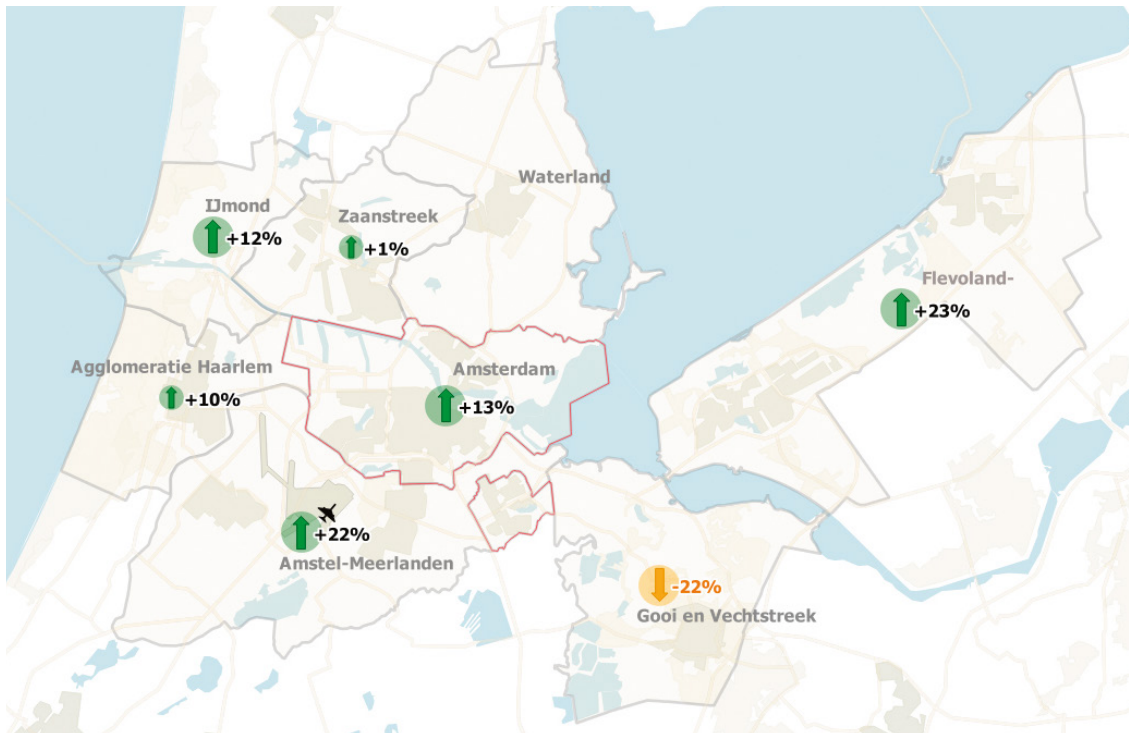 Waterland
IJmond
+12%
Zaanstreek
+1%
Flevoland-
+23%
Agglomeratie Haarlem
+10%
Amsterdam
+13%
+22%
Amstel-Meerlanden
-22%
Gooi en Vechtstreek